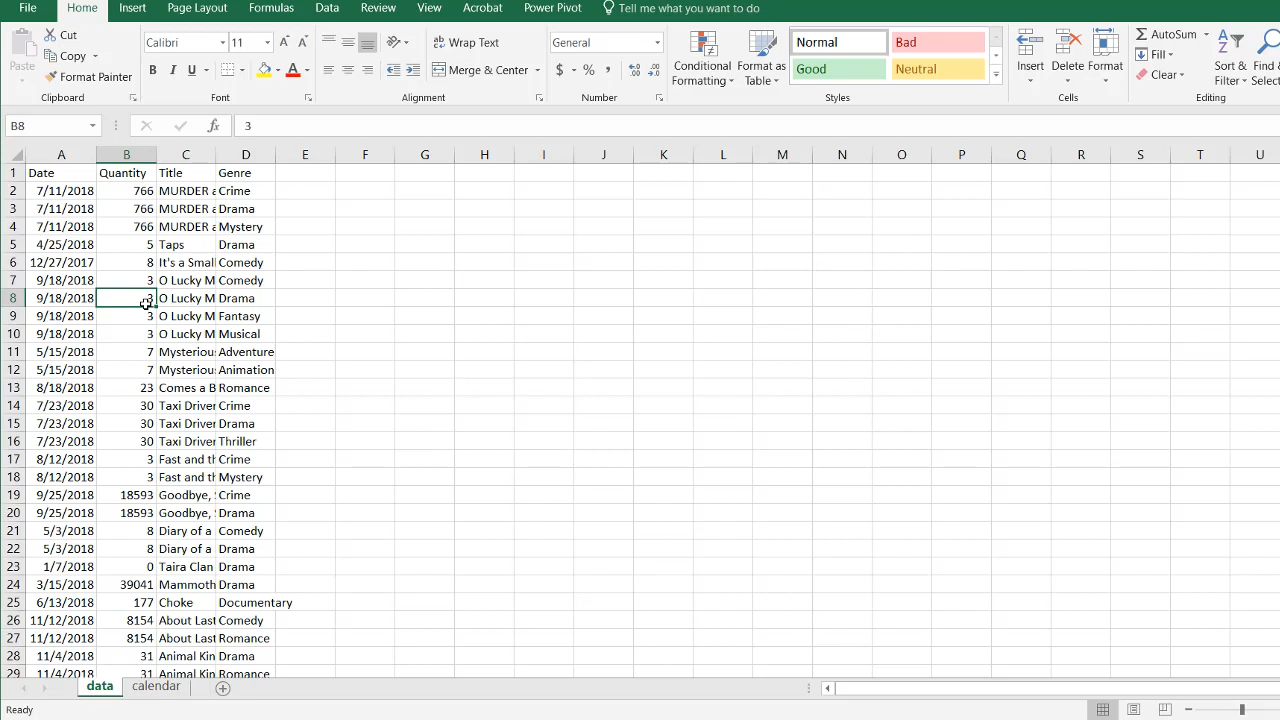 File Home Insert Page Layout Formulas Data Review View Developer Power Pivot Tell me what you want to do
Paste Cut Copy Format Painter Clipboard
Calibri 11 A A B I U A Font
Wrap Text Merge & Center Alignment
General $ % , Number
Conditional Formatting Format as Table Normal Bad Good Neutral Styles
Insert Delete Format Cells
AutoSum Fill Clear Sort & Filter Find & Editing
B8 fx 3
A B C D E F G H I J K L M N O P Q R S T U
1 Date Quantity Title Genre
2 7/11/2018 766 MURDER Crime
3 7/11/2018 766 MURDER Drama
4 7/11/2018 766 MURDER Mystery
5 4/25/2018 5 Taps Drama
6 12/27/2017 8 It's a Smal Comedy
7 9/18/2018 3 O Lucky M Comedy
8 9/18/2018 3 O Lucky M Drama
9 9/18/2018 3 O Lucky M Fantasy
10 9/18/2018 3 O Lucky M Musical
11 5/15/2018 7 Mysterious Adventure
12 5/15/2018 7 Mysterious Animation
13 8/18/2018 23 Comes a B Romance
14 7/23/2018 30 Taxi Driver Crime
15 7/23/2018 30 Taxi Driver Drama
16 7/23/2018 30 Taxi Driver Thriller
17 8/12/2018 3 Fast and th Crime
18 8/12/2018 3 Fast and th Mystery
19 9/25/2018 18593 Goodbye, Crime
20 9/25/2018 18593 Goodbye, Drama
21 5/3/2018 8 Diary of a Comedy
22 5/3/2018 8 Diary of a Drama
23 1/7/2018 0 Taira Clan Drama
24 3/15/2018 39041 Mammoth Drama
25 6/13/2018 177 Choke Documentary
26 11/12/2018 8154 About Last Comedy
27 11/12/2018 8154 About Last Romance
28 11/4/2018 31 Animal Kin Drama
29 11/4/2018 31 Animal Kin Romance
data calendar
Ready